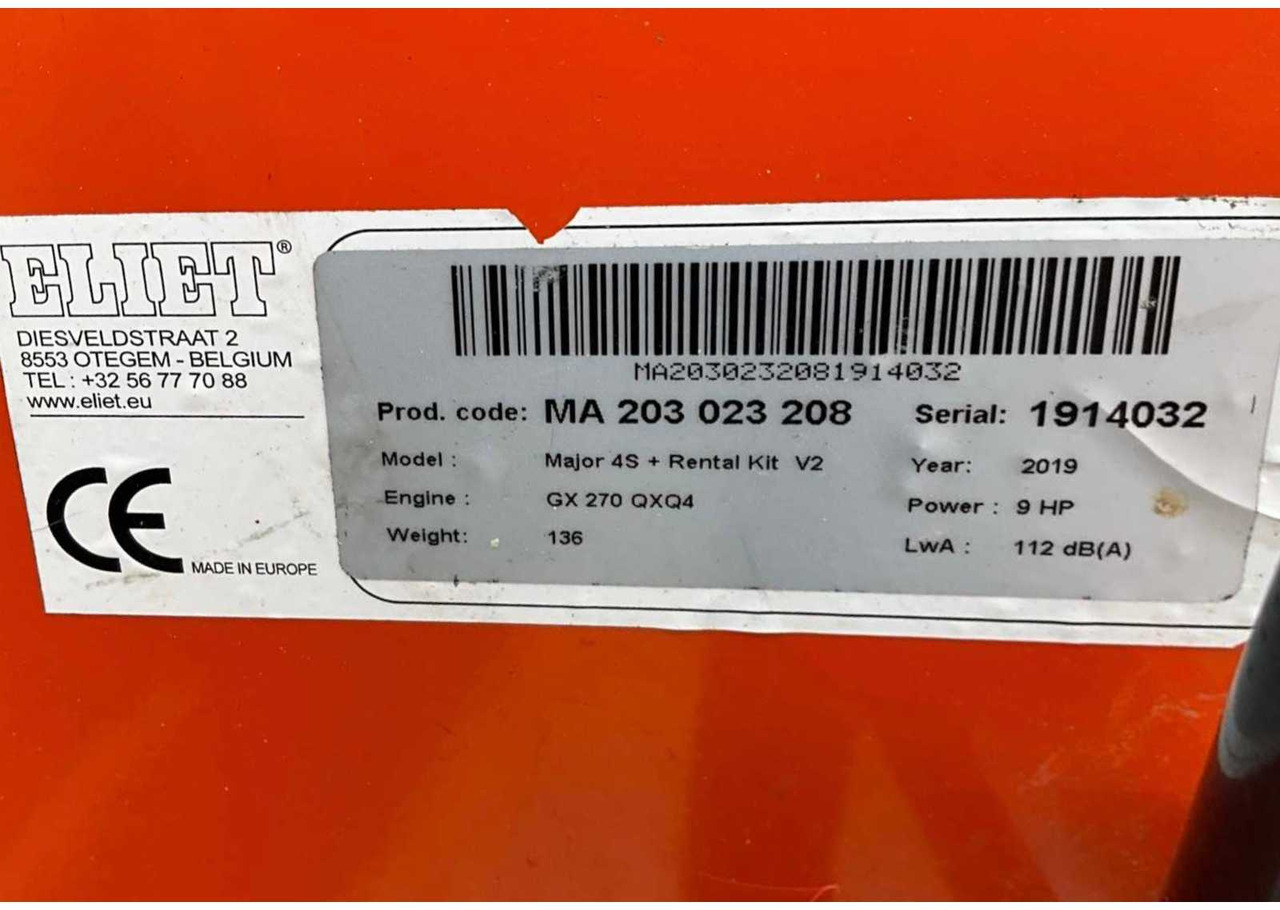 ELIET®
DIESVELDSTRAAT 2
8553 OTEGEM - BELGIUM
TEL : +32 56 77 70 88
www.eliet.eu
CE
MADE IN EUROPE
MA2030232081914032
Prod. code: MA 203 023 208 Serial: 1914032
Model : Major 4S + Rental Kit V2 Year: 2019
Engine : GX 270 QXQ4 Power : 9 HP
Weight: 136 LwA : 112 dB(A)